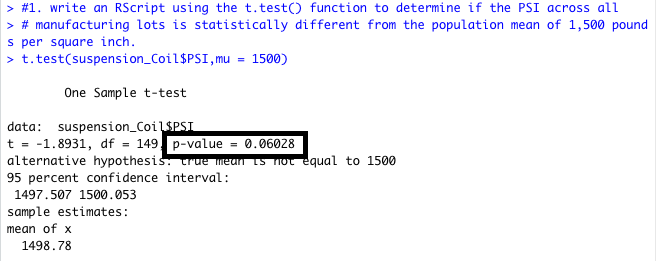 > #1. write an RScript using the t.test() function to determine if the PSI across all
> # manufacturing lots is statistically different from the population mean of 1,500 pound
s per square inch.
> t.test(suspension_Coil$PSI,mu = 1500)
One Sample t-test
data:  suspension_Coil$PSI
t = -1.8931, df = 149, p-value = 0.06028
alternative hypothesis: true mean is not equal to 1500
95 percent confidence interval:
1497.507 1500.053
sample estimates:
mean of x
1498.78